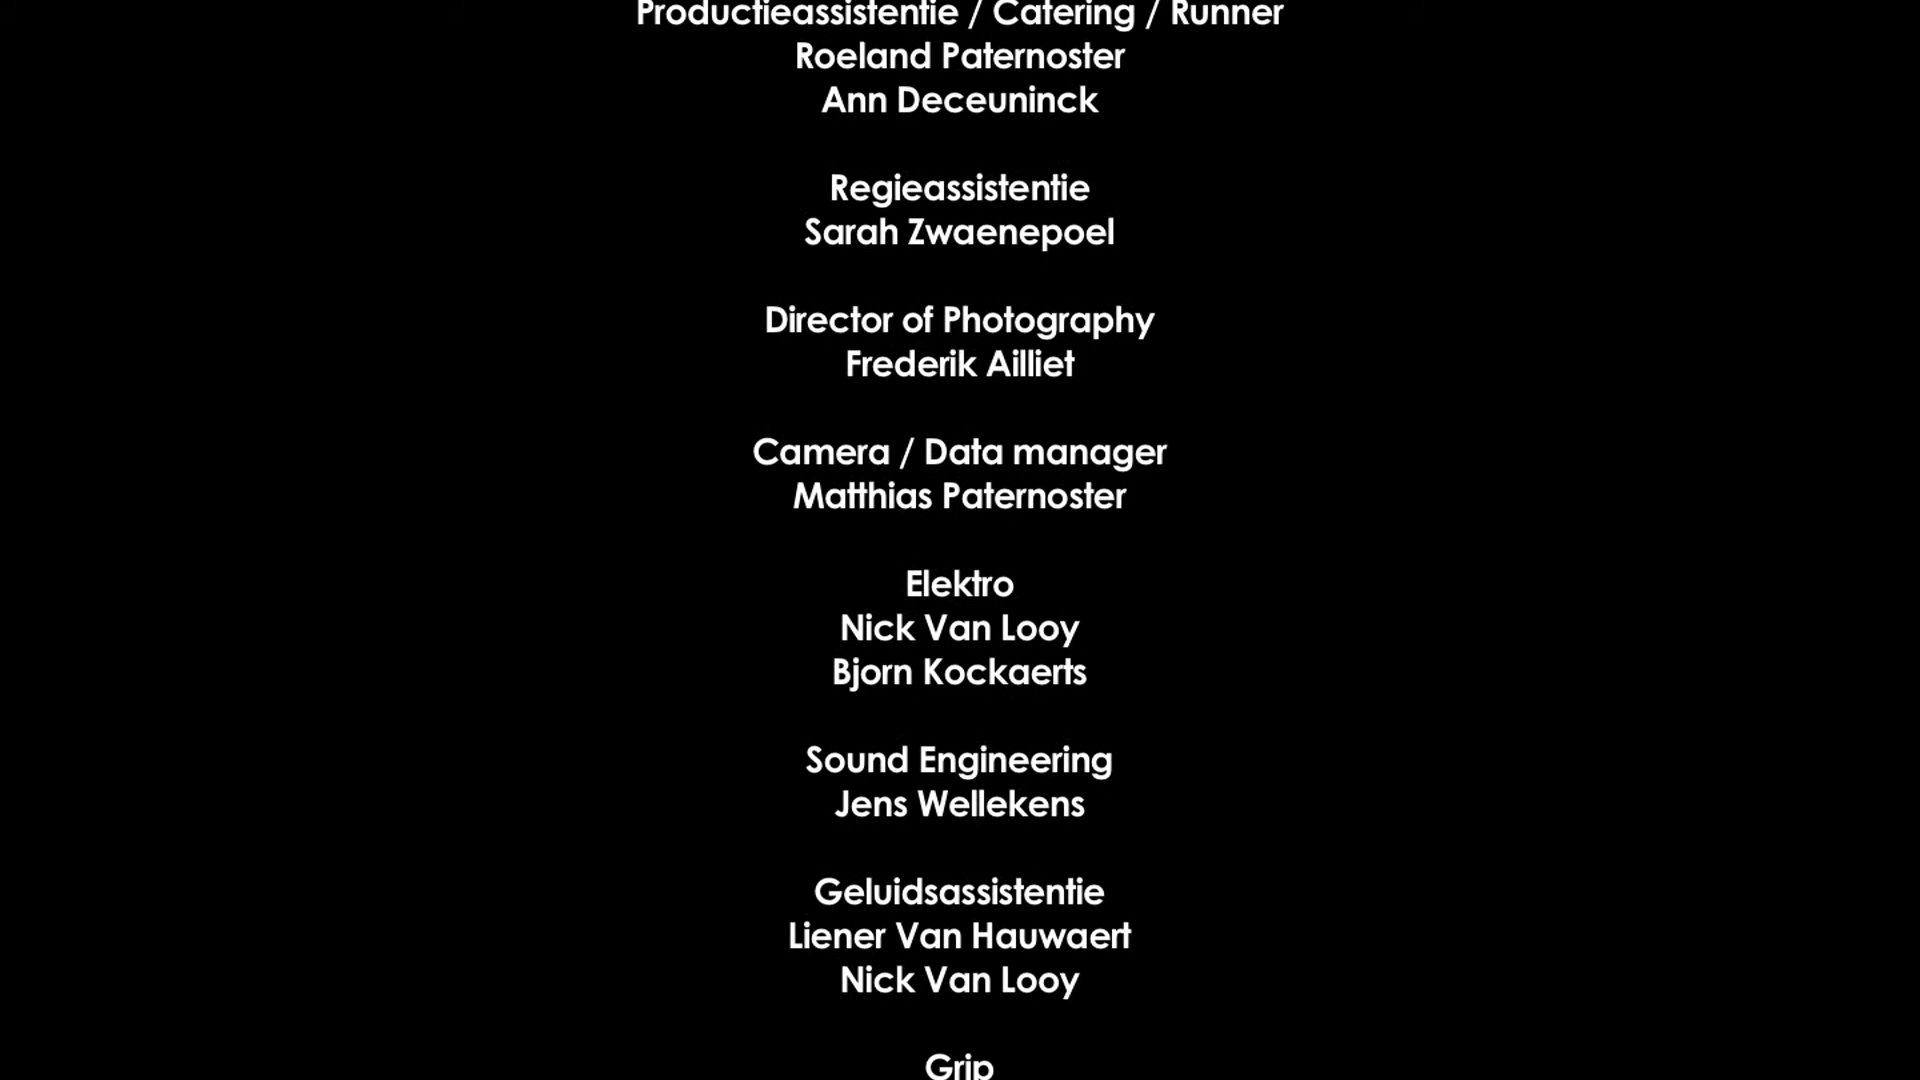 Productieassistentie / Catering / Runner
Roeland Paternoster
Ann Deceuninck
Regieassistentie
Sarah Zwaenepoel
Director of Photography
Frederik Ailliet
Camera / Data manager
Matthias Paternoster
Elektro
Nick Van Looy
Bjorn Kockaerts
Sound Engineering
Jens Wellekens
Geluidsassistentie
Liener Van Hauwaert
Nick Van Looy
Grip